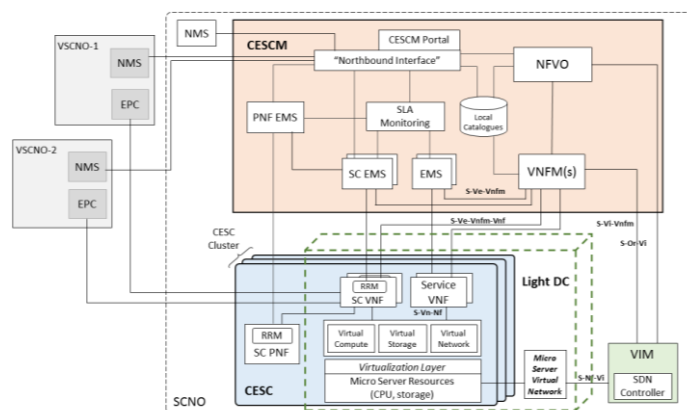 VSCNO-1
NMS
EPC
VSCNO-2
NMS
EPC
NMS
CESCM
CESCM Portal
"Northbound Interface"
NFVO
PNF EMS
SLA
Monitoring
Local
Catalogues
SC EMS
EMS
VNFM(s)
S-Ve-Vnfm
S-Ve-Vnfm-Vnf
S-Vi-Vnfm
S-Or-Vi
CESC
Cluster
RRM
SC VNF
Service
VNF
Light DC
S-Vn-Nf
RRM
SC PNF
Virtual
Compute
Virtual
Storage
Virtual
Network
Virtualization Layer
Micro Server Resources
(CPU, storage)
Micro
Server
Virtual
Network
S-Nf-Vi
VIM
SDN
Controller
CESC
SCNO